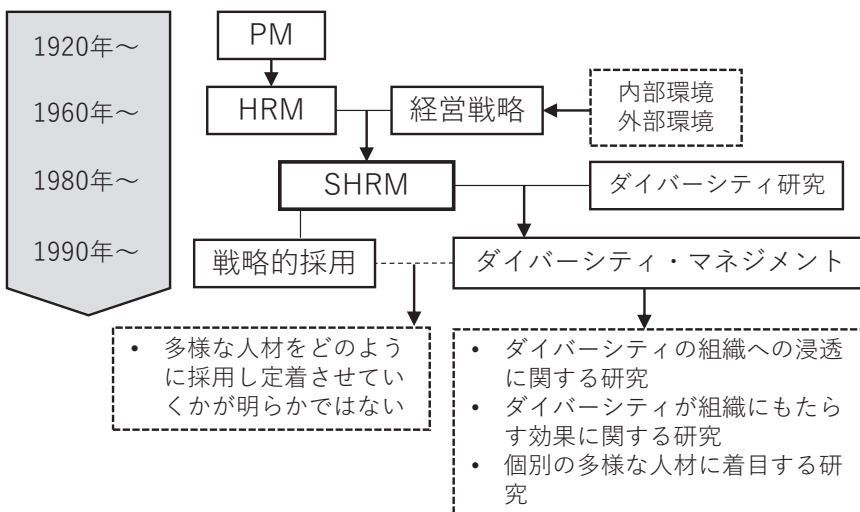 1920年～
PM
1960年～
HRM
経営戦略
内部環境
外部環境
1980年～
SHRM
ダイバーシティ研究
1990年～
戦略的採用
ダイバーシティ・マネジメント
• 多様な人材をどのよう
に採用し定着させてい
くかが明らかではない
• ダイバーシティの組織への浸透
に関する研究
• ダイバーシティが組織にもたら
す効果に関する研究
• 個別の多様な人材に着目する研
究